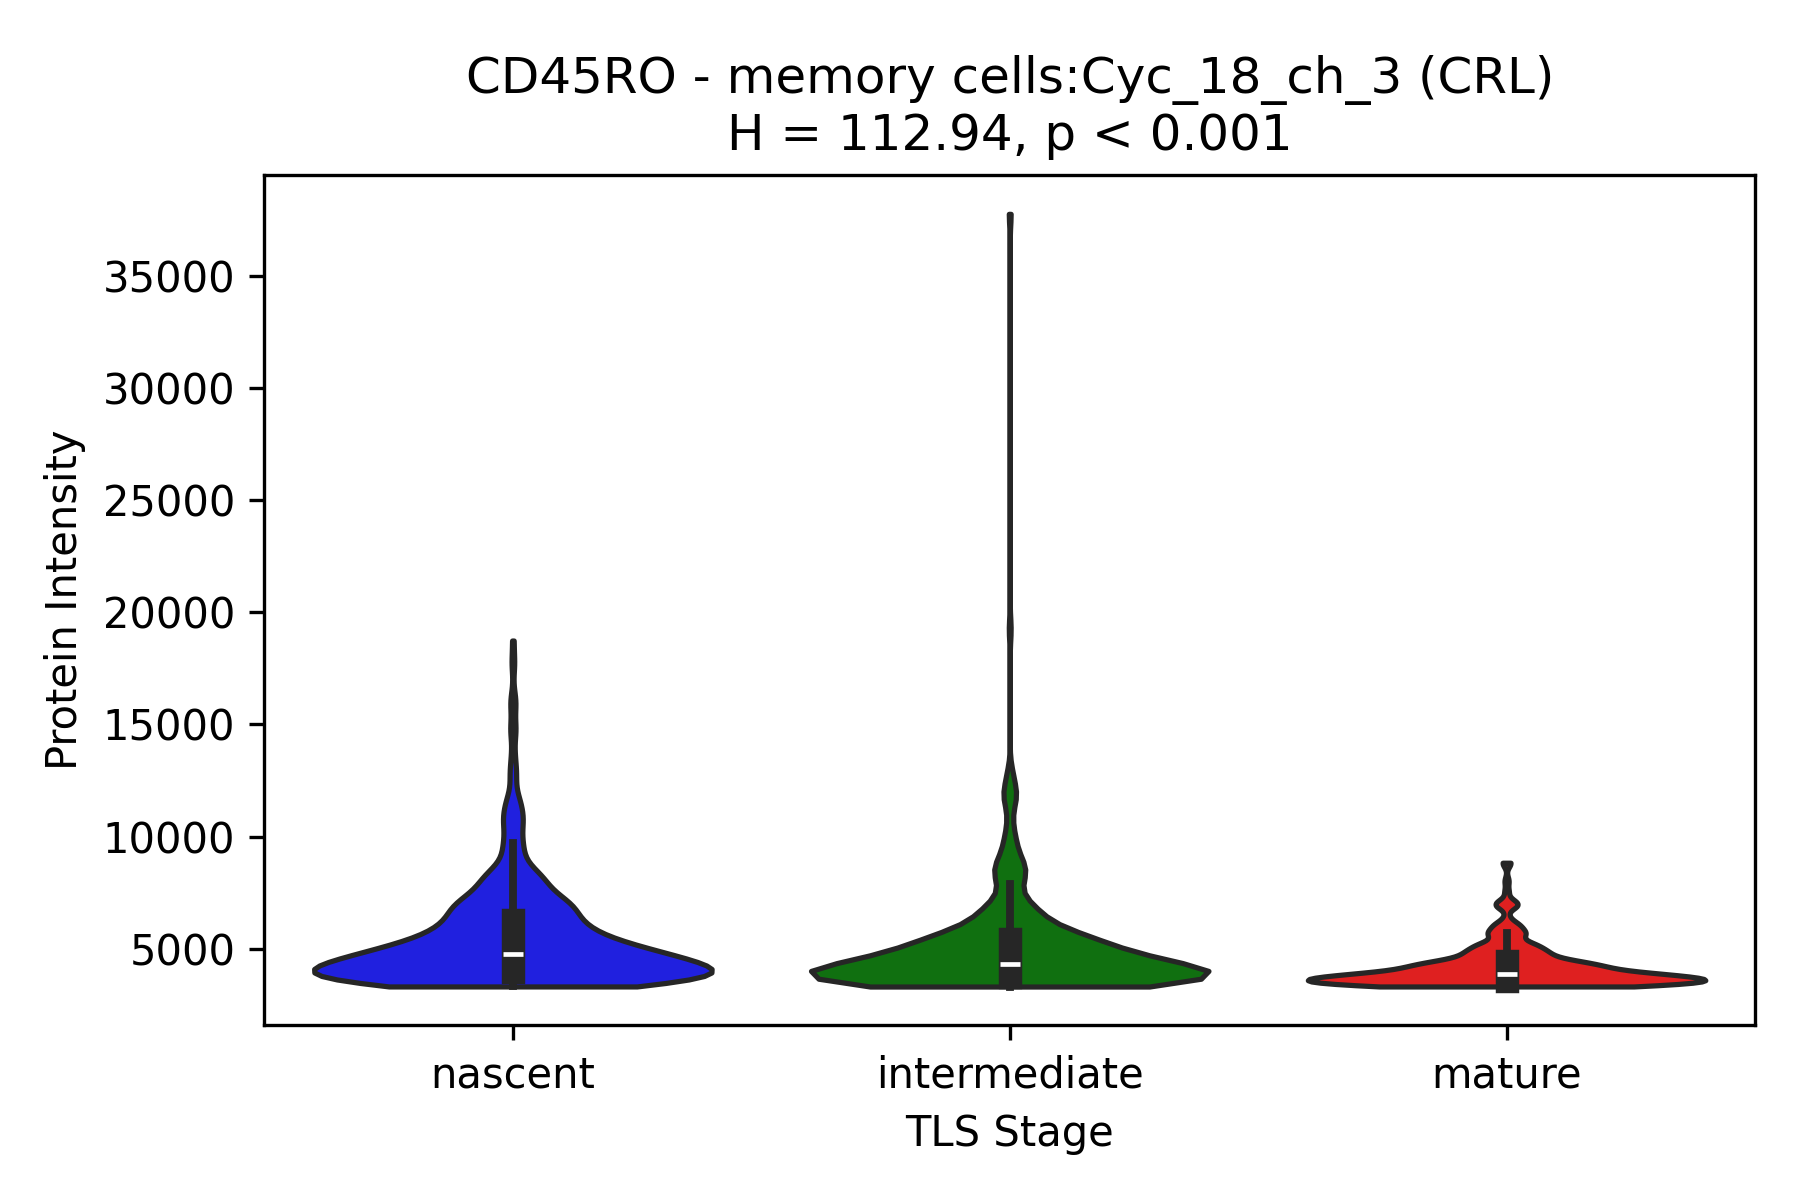 CD45RO - memory cells:Cyc_18_ch_3 (CRL)
H = 112.94, p < 0.001
Protein Intensity
35000
30000
25000
20000
15000
10000
5000
nascent
intermediate
mature
TLS Stage